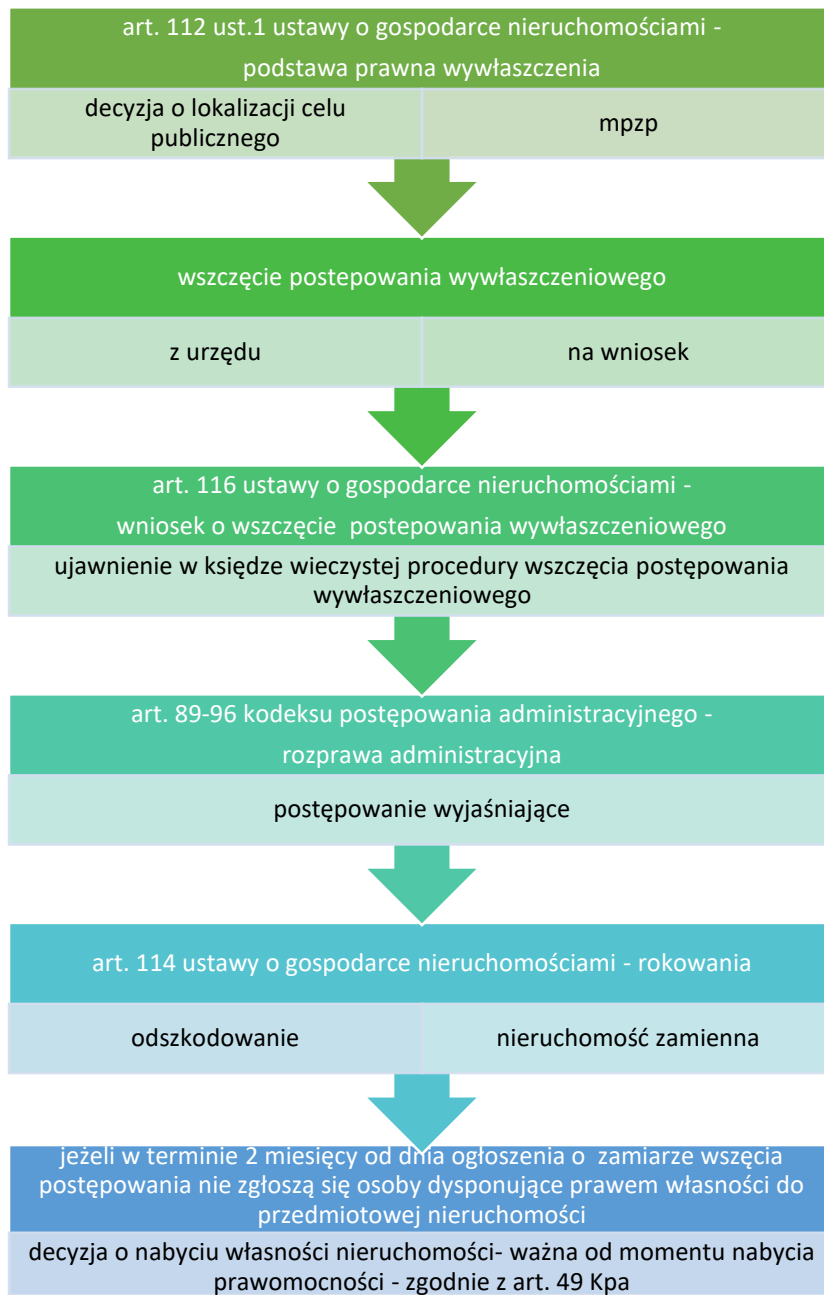 art. 112 ust.1 ustawy o gospodarce nieruchomościami -
podstawa prawna wywłaszczenia
decyzja o lokalizacji celu
publicznego
mpzp
wszczęcie postepowania wywłaszczeniowego
z urzędu
na wniosek
art. 116 ustawy o gospodarce nieruchomościami -
wniosek o wszczęcie postepowania wywłaszczeniowego
ujawnienie w księdze wieczystej procedury wszczęcia postępowania
wywłaszczeniowego
art. 89-96 kodeksu postępowania administracyjnego -
rozprawa administracyjna
postępowanie wyjaśniające
art. 114 ustawy o gospodarce nieruchomościami - rokowania
odszkodowanie
nieruchomość zamienna
jeżeli w terminie 2 miesięcy od dnia ogłoszenia o zamiarze wszęcia
postępowania nie zgłoszą się osoby dysponujące prawem własności do
przedmiotowej nieruchomości
decyzja o nabyciu własności nieruchomości- ważna od momentu nabycia
prawomocności - zgodnie z art. 49 Kpa